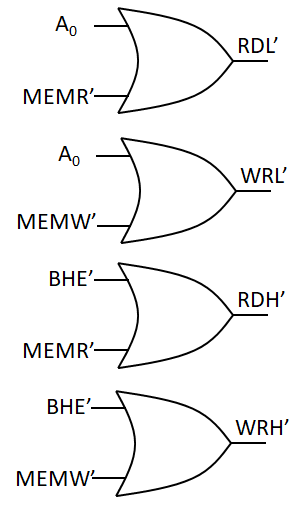 A₀
RDL’
MEMR’
A₀
WRL’
MEMW’
BHE’
RDH’
MEMR’
BHE’
WRH’
MEMW’